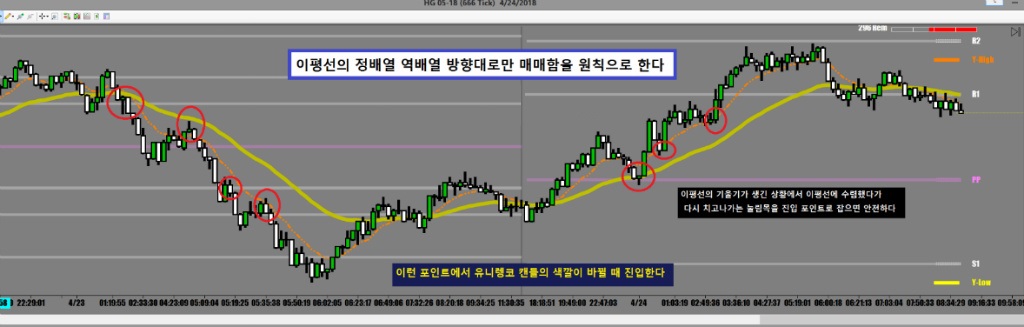 HG 05-18 (666 Tick) 4/24/2018
이평선의 정배열 역배열 방향대로만 매매함을 원칙으로 한다
R2
Y-High
R1
PP
이평선의 기울기가 생긴 상황에서 이평선에 수렴했다가
다시 치고나가는 눌림목을 진입 포인트로 잡으면 안전하다
이런 포인트에서 유니렝코 캔들의 색깔이 바뀔 때 진입한다
S1
Y-Low
22:29:01 4/23 01:19:55 02:33:38 04:23:09 05:09:04 05:19:25 05:35:38 05:50:19 06:02:05 06:23:17 06:49:06 07:32:26 08:20:18 09:34:25 11:30:35 18:10:51 19:49:00 22:47:03 4/24 01:03:19 02:49:36 03:36:10 04:27:37 05:19:01 06:00:18 06:21:13 07:03:04 07:50:33 08:34:29 09:16:33